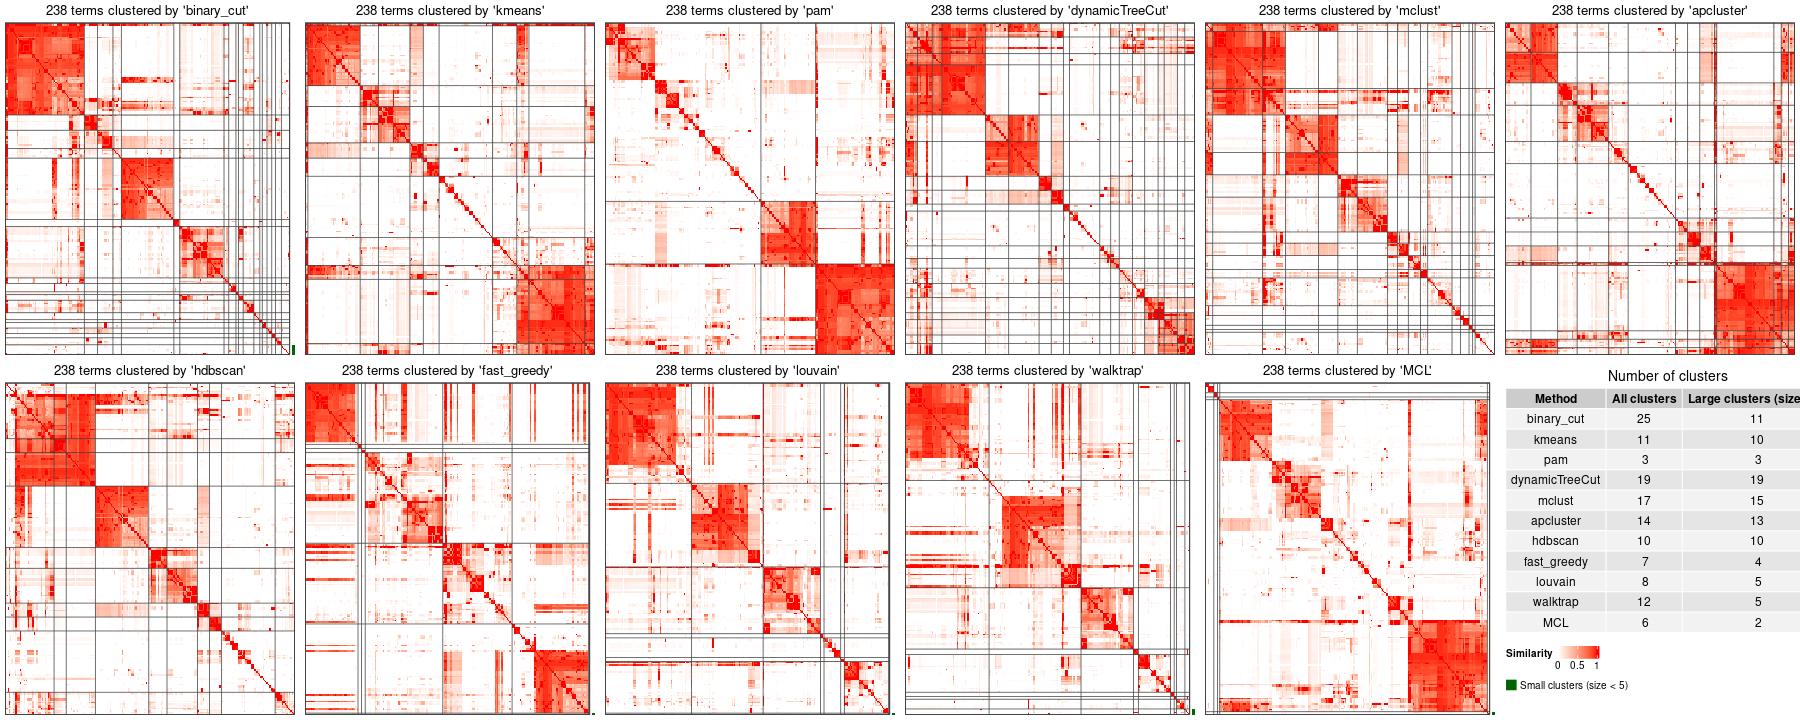 238 terms clustered by 'binary_cut'
238 terms clustered by 'kmeans'
238 terms clustered by 'pam'
238 terms clustered by 'dynamicTreeCut'
238 terms clustered by 'mclust'
238 terms clustered by 'apcluster'
238 terms clustered by 'hdbscan'
238 terms clustered by 'fast_greedy'
238 terms clustered by 'louvain'
238 terms clustered by 'walktrap'
238 terms clustered by 'MCL'
Number of clusters
Method All clusters Large clusters (size
binary_cut 25 11
kmeans 11 10
pam 3 3
dynamicTreeCut 19 19
mclust 17 15
apcluster 14 13
hdbscan 10 10
fast_greedy 7 4
louvain 8 5
walktrap 12 5
MCL 6 2
Similarity
0 0.5 1
Small clusters (size < 5)